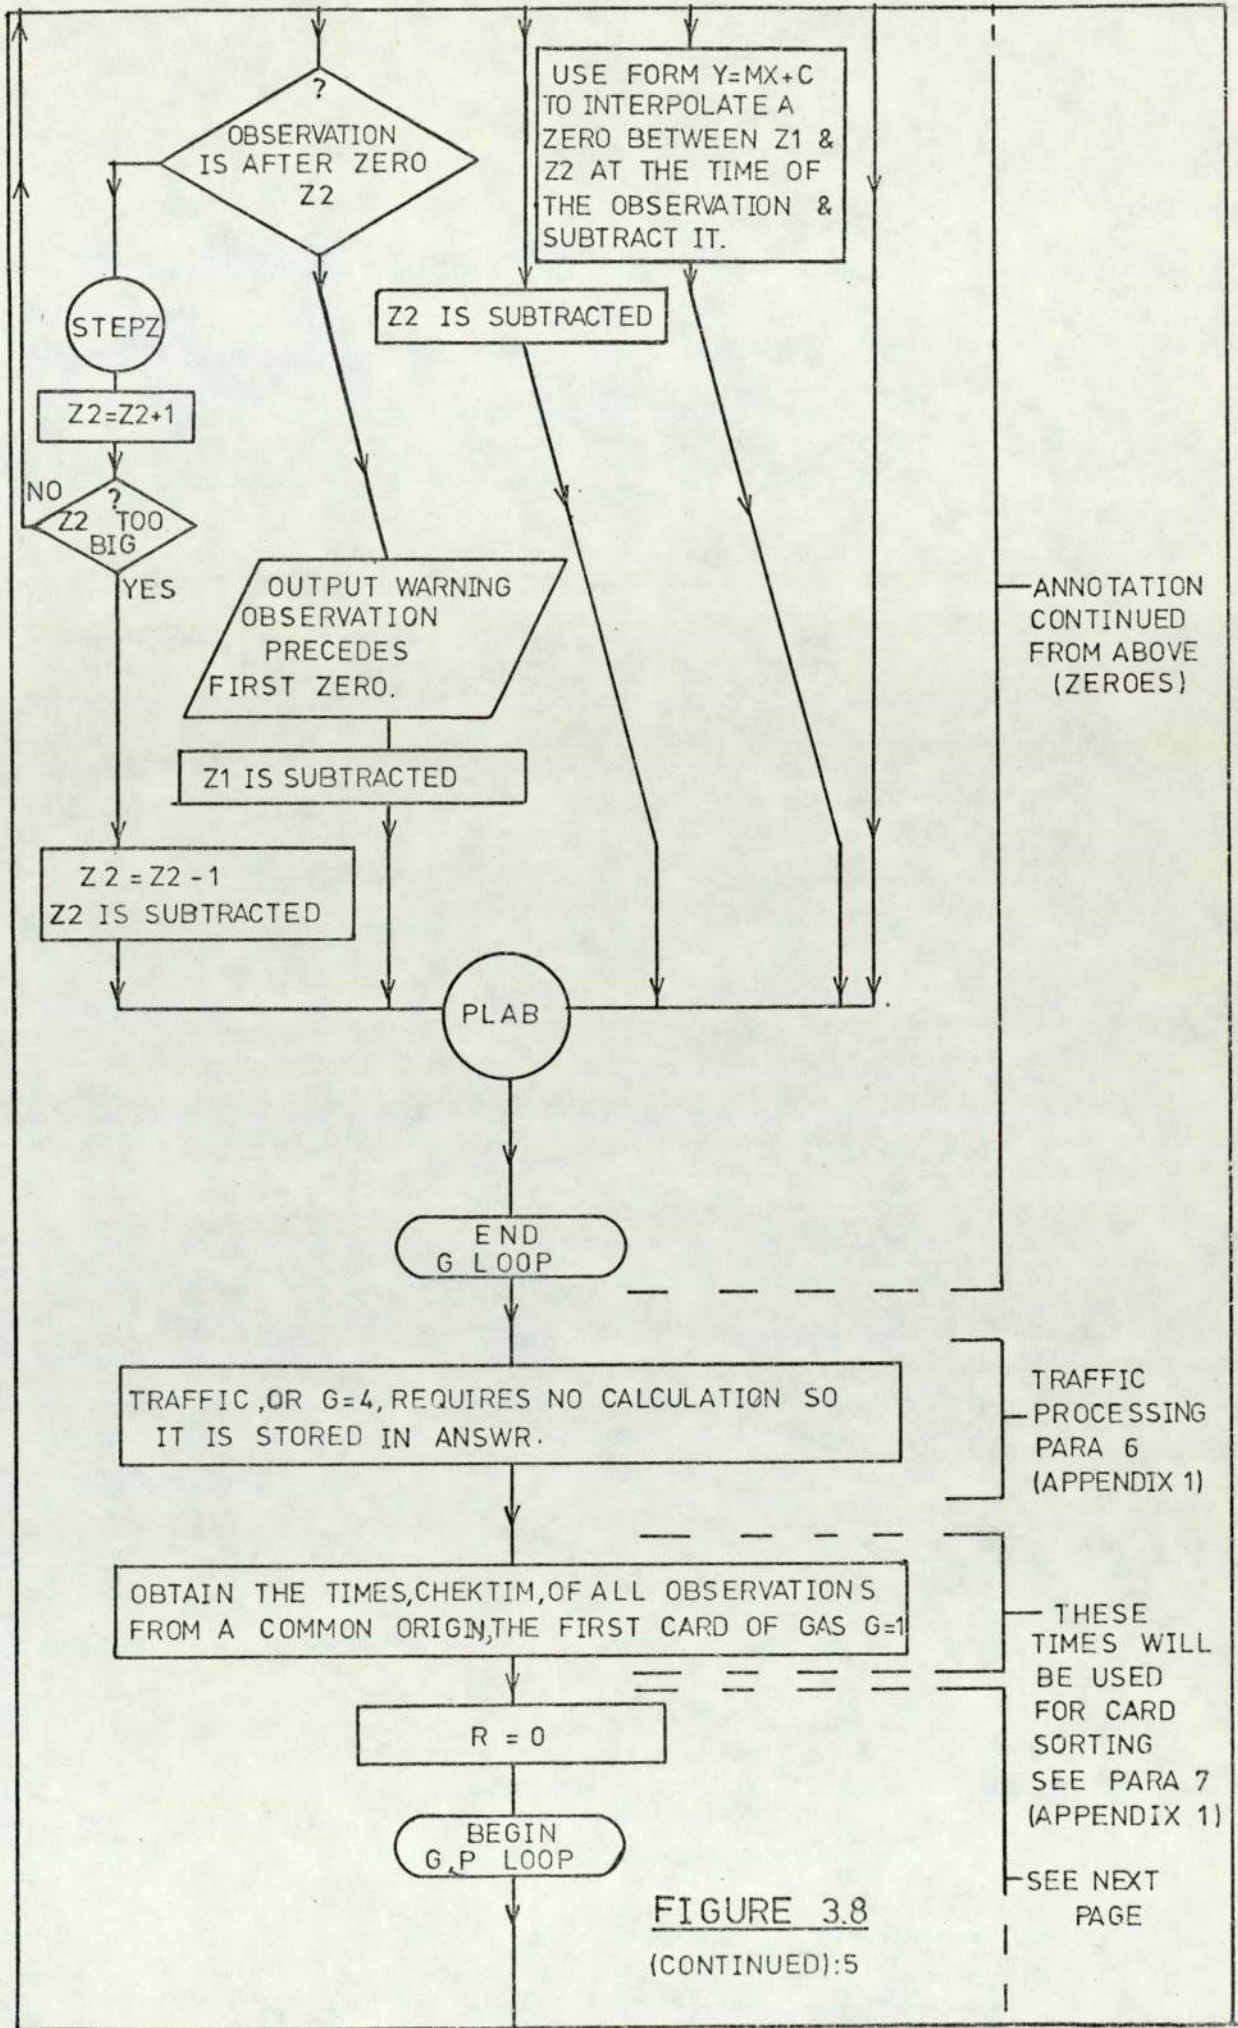 ?
OBSERVATION
IS AFTER ZERO
Z2
USE FORM Y=MX+C
TO INTERPOLATE A
ZERO BETWEEN Z1 &
Z2 AT THE TIME OF
THE OBSERVATION &
SUBTRACT IT.
Z2 IS SUBTRACTED
STEPZ
Z2=Z2+1
NO
?
Z2 TOO
BIG
YES
OUTPUT WARNING
OBSERVATION
PRECEDES
FIRST ZERO.
Z1 IS SUBTRACTED
Z2 = Z2 - 1
Z2 IS SUBTRACTED
ANNOTATION
CONTINUED
FROM ABOVE
(ZEROES)
PLAB
END
G LOOP
TRAFFIC, OR G=4, REQUIRES NO CALCULATION SO
IT IS STORED IN ANSWR.
TRAFFIC
PROCESSING
PARA 6
(APPENDIX 1)
OBTAIN THE TIMES, CHEKTIM, OF ALL OBSERVATIONS
FROM A COMMON ORIGIN, THE FIRST CARD OF GAS G=1
THESE
TIMES WILL
BE USED
FOR CARD
SORTING
SEE PARA 7
(APPENDIX 1)
R = 0
BEGIN
G,P LOOP
SEE NEXT
PAGE
FIGURE 3.8
(CONTINUED):5